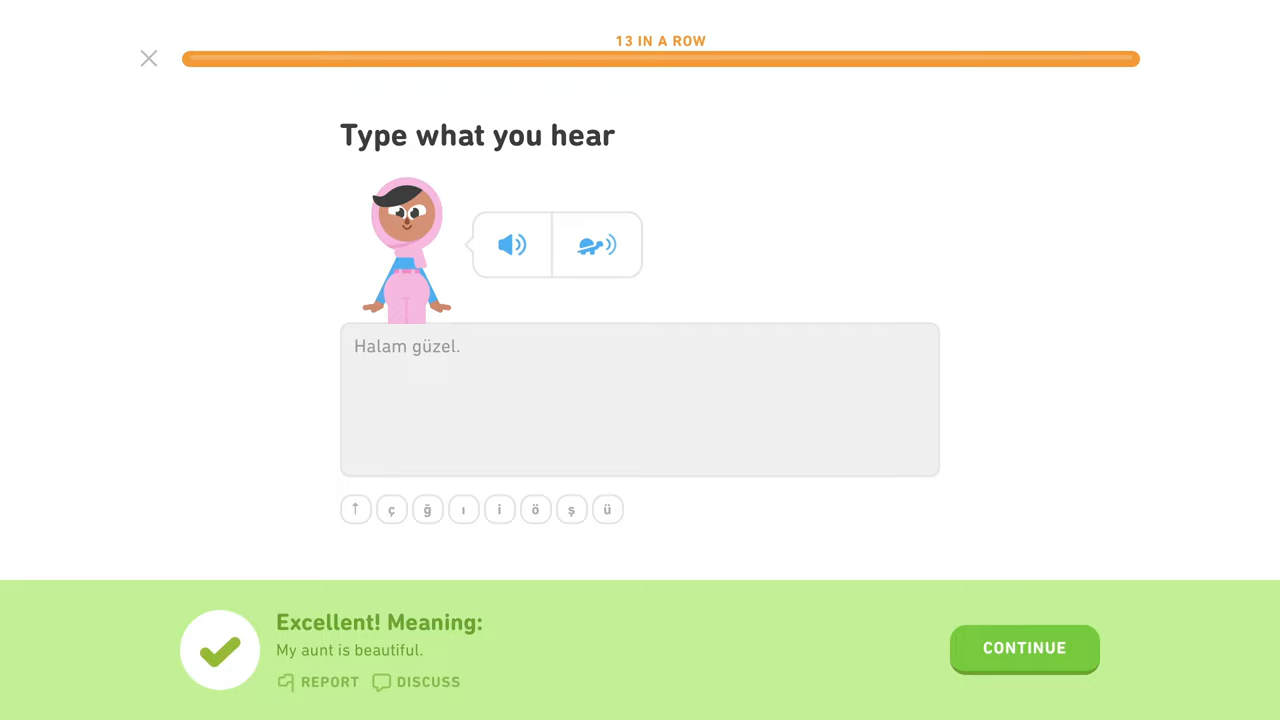 13 IN A ROW
Type what you hear
Halam güzel.
↑ ç ğ ı i ö ş ü
Excellent! Meaning:
My aunt is beautiful.
REPORT DISCUSS
CONTINUE